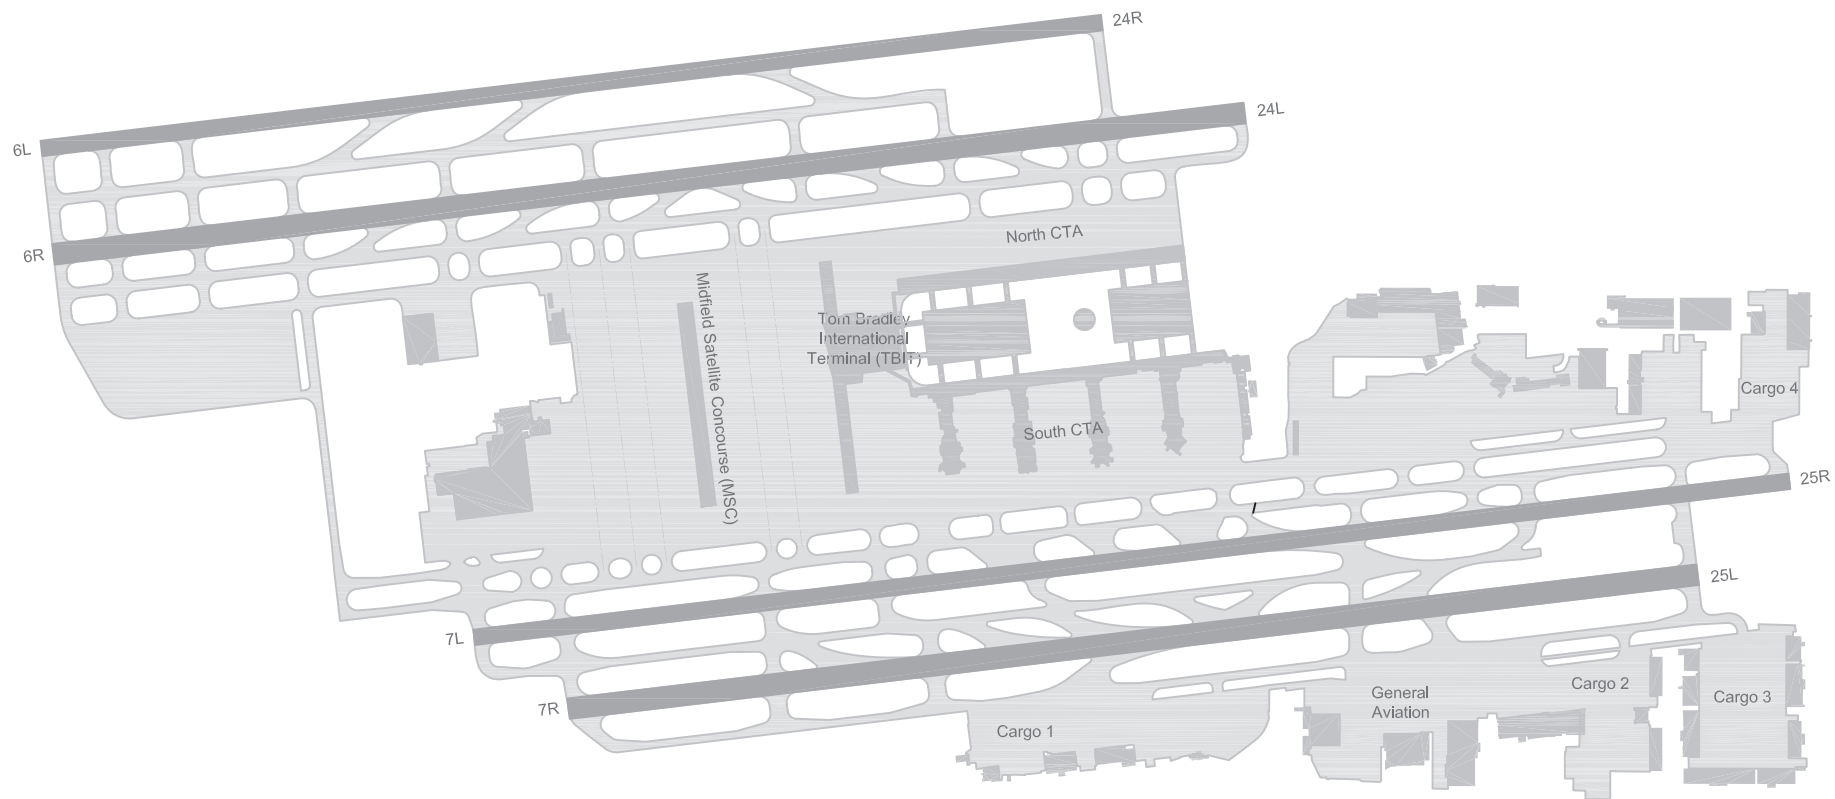 24R
24L
6L
6R
North CTA
Midfield Satellite Concourse (MSC)
Tom Bradley
International
Terminal (TBIT)
South CTA
Cargo 4
25R
25L
7L
7R
Cargo 1
General
Aviation
Cargo 2
Cargo 3